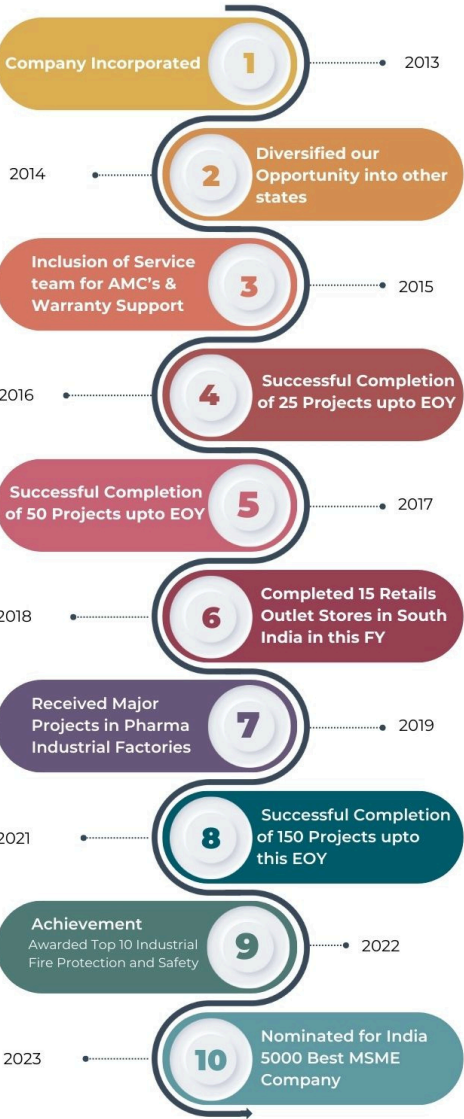 Company Incorporated
1
2013
2014
2
Diversified our
Opportunity into other
states
Inclusion of Service
team for AMC's &
Warranty Support
3
2015
2016
4
Successful Completion
of 25 Projects upto EOY
Successful Completion
of 50 Projects upto EOY
5
2017
2018
6
Completed 15 Retails
Outlet Stores in South
India in this FY
Received Major
Projects in Pharma
Industrial Factories
7
2019
2021
8
Successful Completion
of 150 Projects upto
this EOY
Achievement
Awarded Top 10 Industrial
Fire Protection and Safety
9
2022
2023
10
Nominated for India
5000 Best MSME
Company